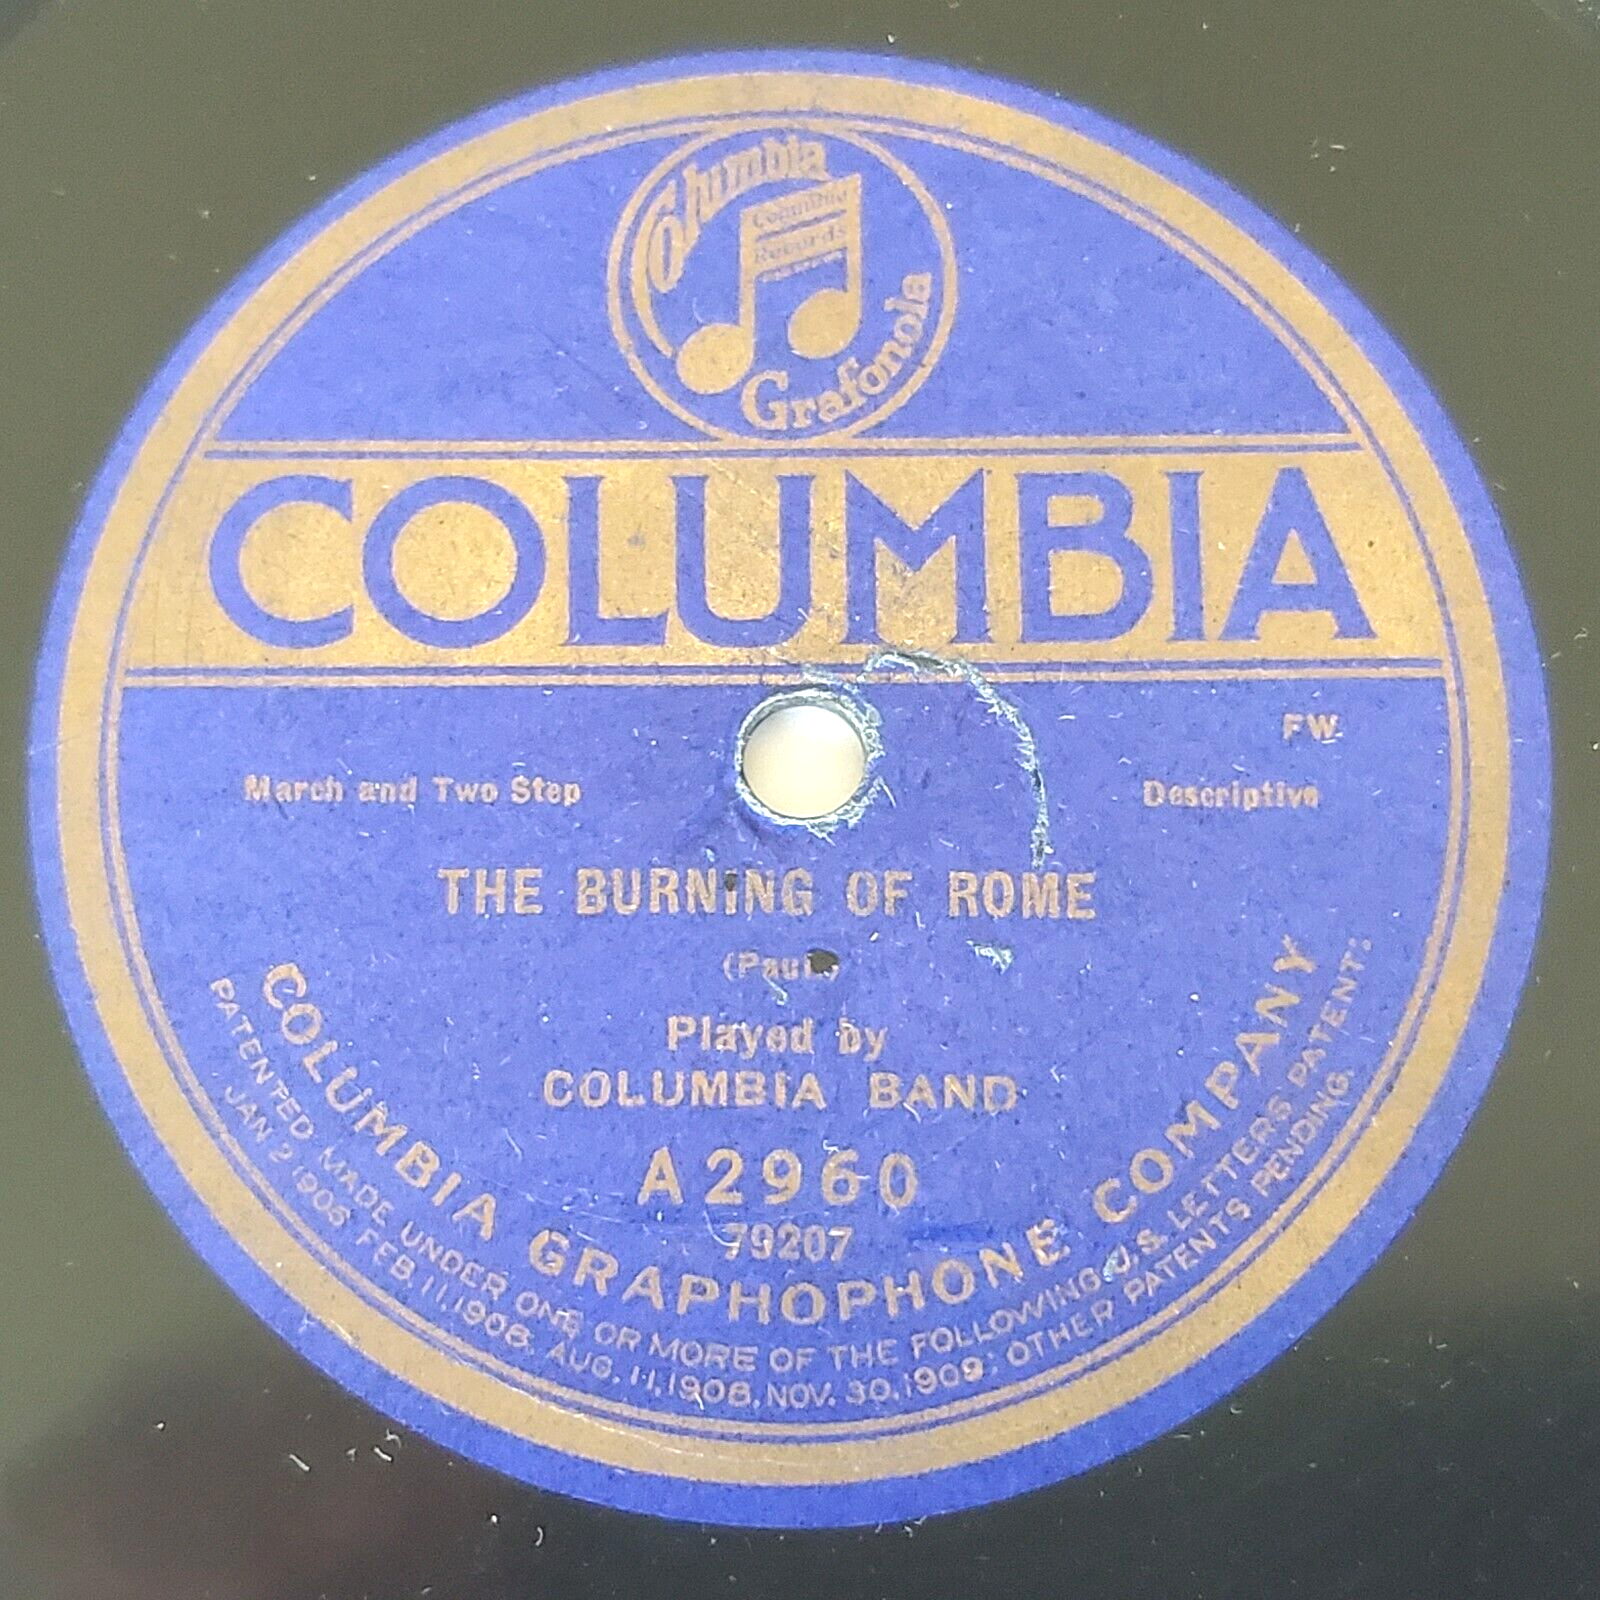 Columbia
Columbia
Records
Grafonola
COLUMBIA
FW
March and Two Step
Descriptive
THE BURNING OF ROME
Played by
COLUMBIA BAND
A2960
79207
COLUMBIA GRAPHOPHONE COMPANY
PATENTED MADE UNDER ONE OR MORE OF THE FOLLOWING U.S. LETTERS PATENT:
JAN 2 1906 FEB. 11, 1908, AUG. 11, 1908, NOV. 30, 1909; OTHER PATENTS PENDING.